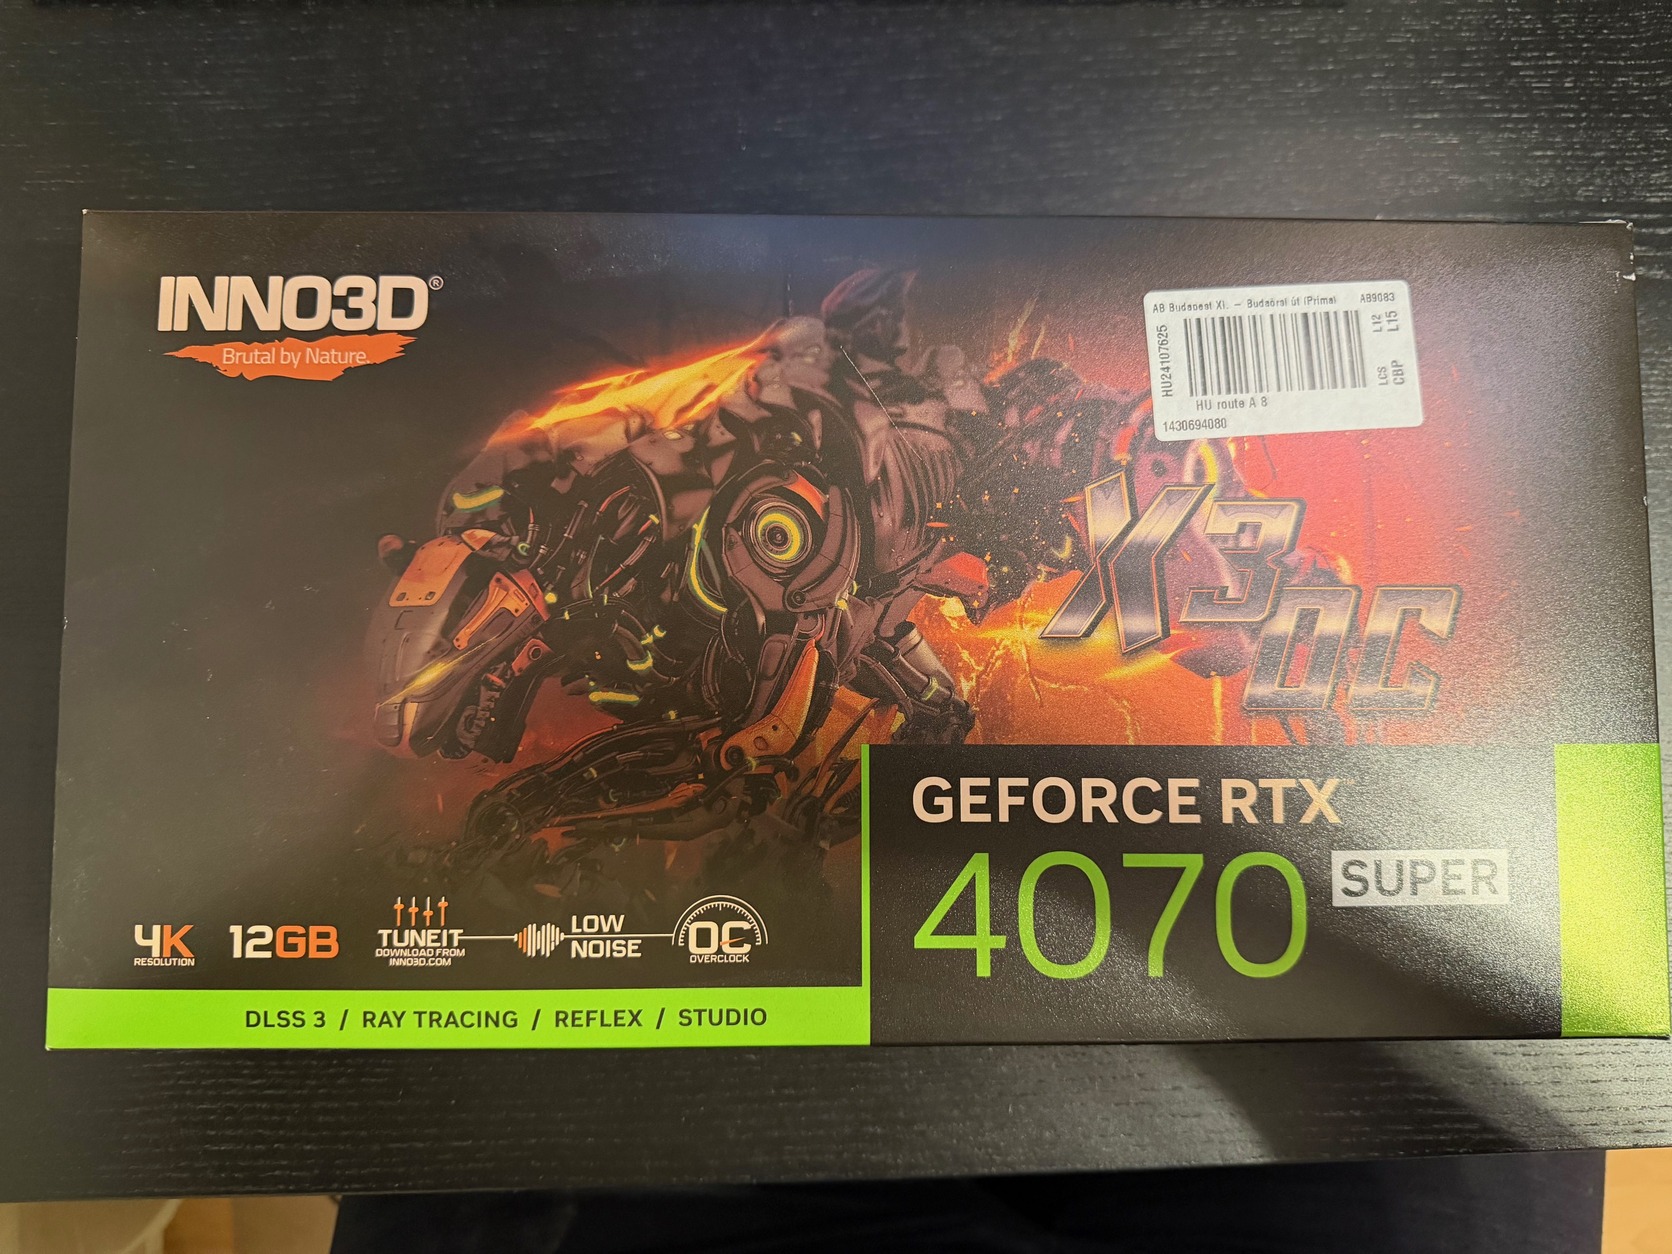 INNO3D®
Brutal by Nature.
AB Budapest XI. – Budaörsi út (Prima) AB9083
HU24107625
L12
L15
LCS
CBP
HU route A 8
1430694080
X3
OC
GEFORCE RTX
4070 SUPER
4K
RESOLUTION
12GB
TUNEIT
DOWNLOAD FROM
INNO3D.COM
LOW
NOISE
OC
OVERCLOCK
DLSS 3 / RAY TRACING / REFLEX / STUDIO